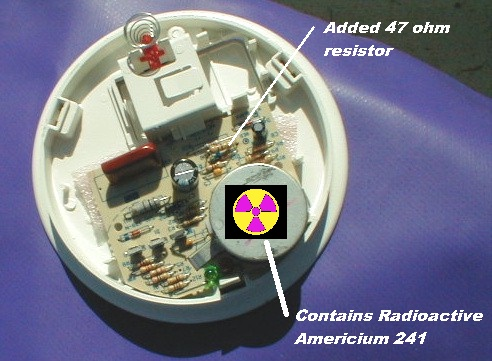 Added 47 ohm
resistor
Contains Radioactive
Americium 241